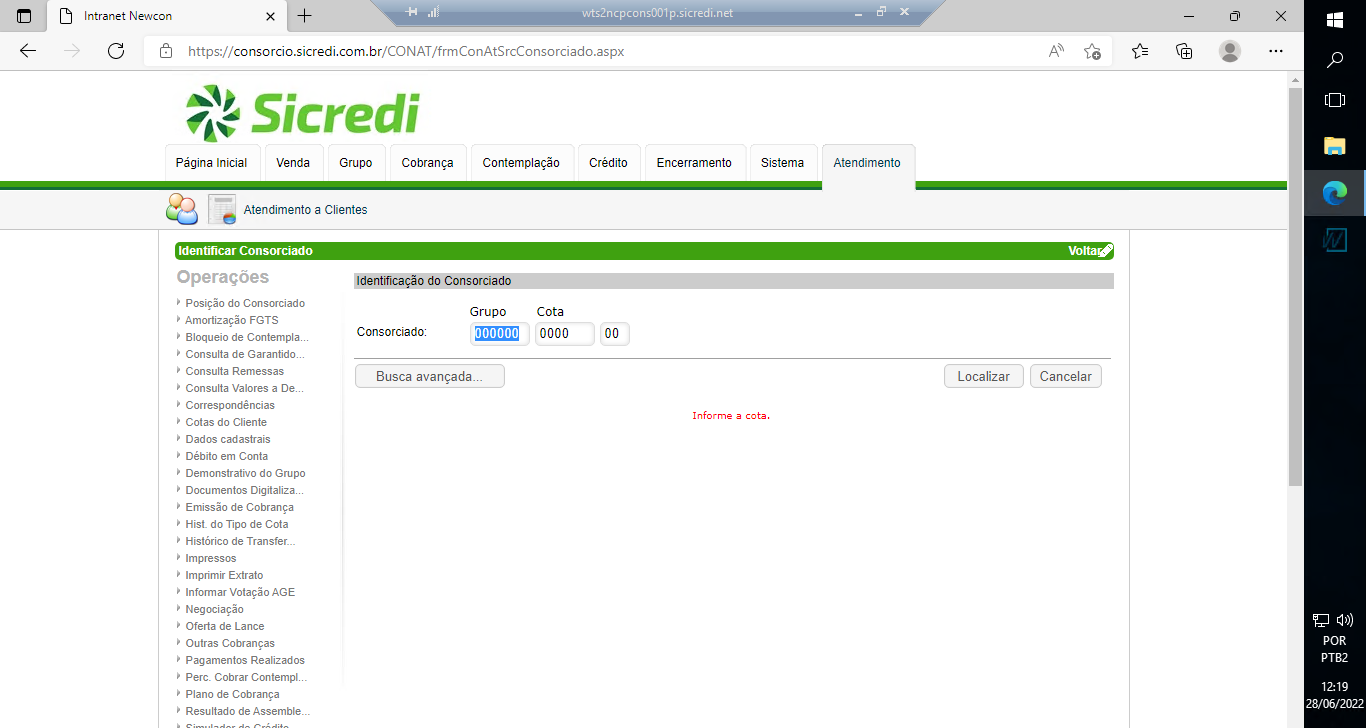 Intranet Newcon
wts2ncpcons001p.sicredi.net
https://consorcio.sicredi.com.br/CONAT/frmConAtSrcConsorciado.aspx
Sicredi
Página Inicial
Venda
Grupo
Cobrança
Contemplação
Crédito
Encerramento
Sistema
Atendimento
Atendimento a Clientes
Identificar Consorciado
Voltar
Operações
Posição do Consorciado
Amortização FGTS
Bloqueio de Contempla...
Consulta de Garantido...
Consulta Remessas
Consulta Valores a De...
Correspondências
Cotas do Cliente
Dados cadastrais
Débito em Conta
Demonstrativo do Grupo
Documentos Digitaliza...
Emissão de Cobrança
Hist. do Tipo de Cota
Histórico de Transfer...
Impressos
Imprimir Extrato
Informar Votação AGE
Negociação
Oferta de Lance
Outras Cobranças
Pagamentos Realizados
Perc. Cobrar Contempl...
Plano de Cobrança
Resultado de Assemble...
Simulador de Crédito
Identificação do Consorciado
Grupo Cota
Consorciado: 000000 0000 00
Busca avançada... Localizar Cancelar
Informe a cota.
POR
PTB2
12:19
28/06/2022